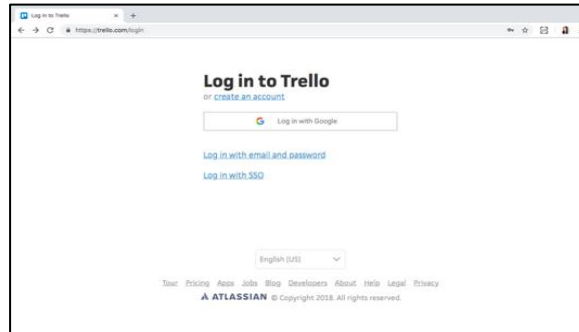 Log in to Trello
https://trello.com/login
Log in to Trello
or create an account
Log in with Google
Log in with email and password
Log in with SSO
English (US)
Tour Pricing Apps Jobs Blog Developers About Help Legal Privacy
ATLASSIAN © Copyright 2018. All rights reserved.